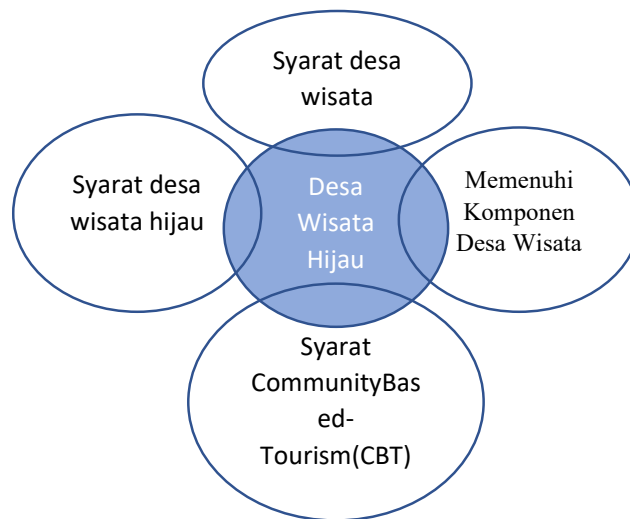 Syarat desa
wisata
Syarat desa
wisata hijau
Desa
Wisata
Hijau
Memenuhi
Komponen
Desa Wisata
Syarat
CommunityBas
ed-
Tourism(CBT)